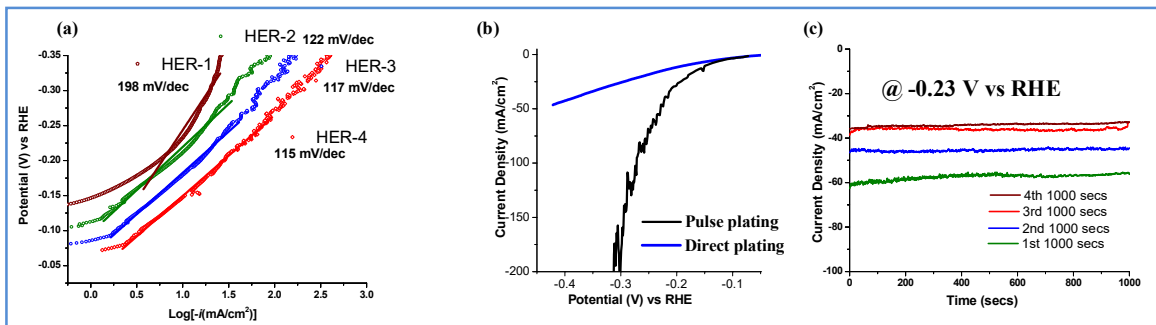 (a)
HER-1
198 mV/dec
HER-2 122 mV/dec
HER-3
117 mV/dec
HER-4
115 mV/dec
-0.35
-0.30
-0.25
-0.20
-0.15
-0.10
-0.05
Potential (V) vs RHE
0.0 0.5 1.0 1.5 2.0 2.5 3.0
Log[-i(mA/cm²)]
(b)
0
-50
-100
-150
-200
Current Density (mA/cm²)
Pulse plating
Direct plating
-0.4 -0.3 -0.2 -0.1
Potential (V) vs RHE
(c)
0
-20
-40
-60
-80
-100
Current Density (mA/cm²)
@ -0.23 V vs RHE
4th 1000 secs
3rd 1000 secs
2nd 1000 secs
1st 1000 secs
0 200 400 600 800 1000
Time (secs)